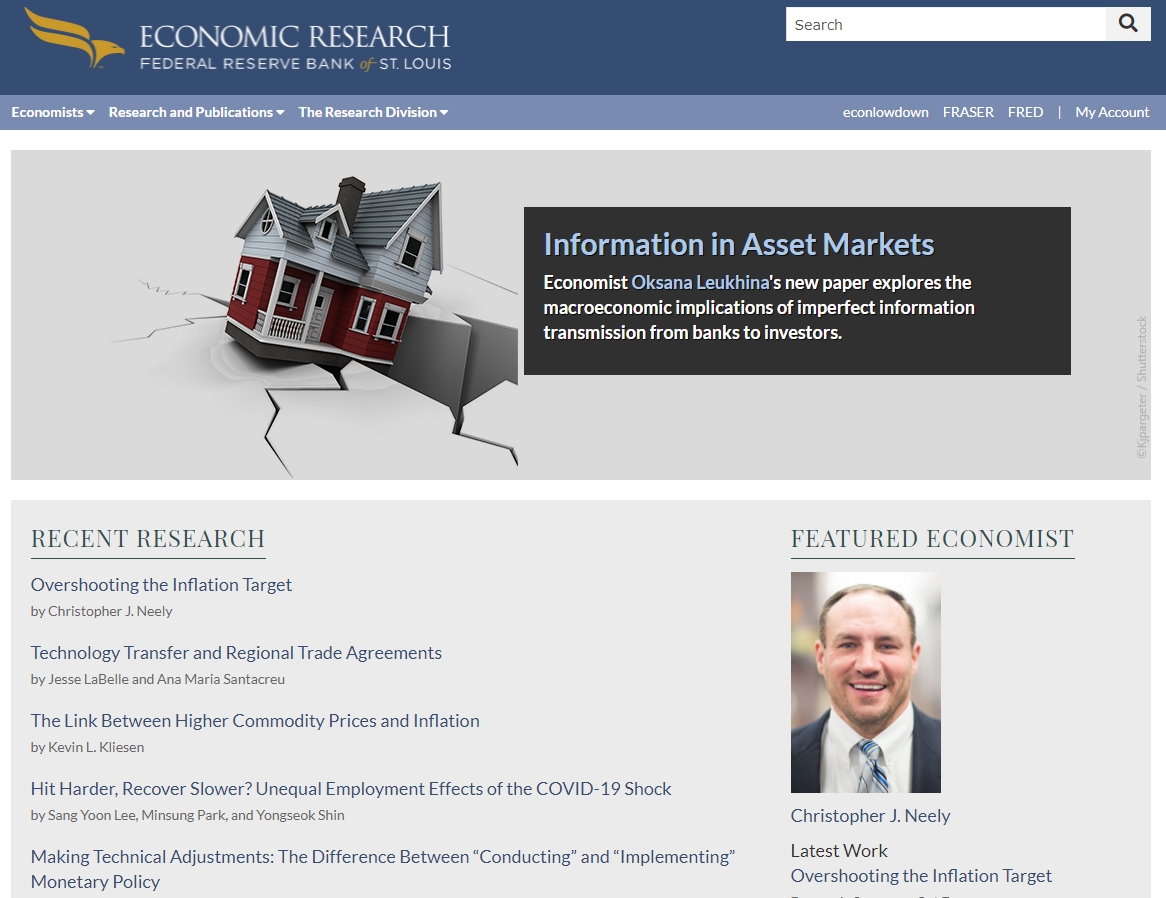 ECONOMIC RESEARCH
FEDERAL RESERVE BANK of ST. LOUIS
Search
Economists
Research and Publications
The Research Division
econlowdown
FRASER
FRED
|
My Account
Information in Asset Markets
Economist Oksana Leukhina's new paper explores the
macroeconomic implications of imperfect information
transmission from banks to investors.
©Kjpargeter / Shutterstock
RECENT RESEARCH
Overshooting the Inflation Target
by Christopher J. Neely
Technology Transfer and Regional Trade Agreements
by Jesse LaBelle and Ana Maria Santacreu
The Link Between Higher Commodity Prices and Inflation
by Kevin L. Kliesen
Hit Harder, Recover Slower? Unequal Employment Effects of the COVID-19 Shock
by Sang Yoon Lee, Minsung Park, and Yongseok Shin
Making Technical Adjustments: The Difference Between “Conducting” and “Implementing”
Monetary Policy
FEATURED ECONOMIST
Christopher J. Neely
Latest Work
Overshooting the Inflation Target